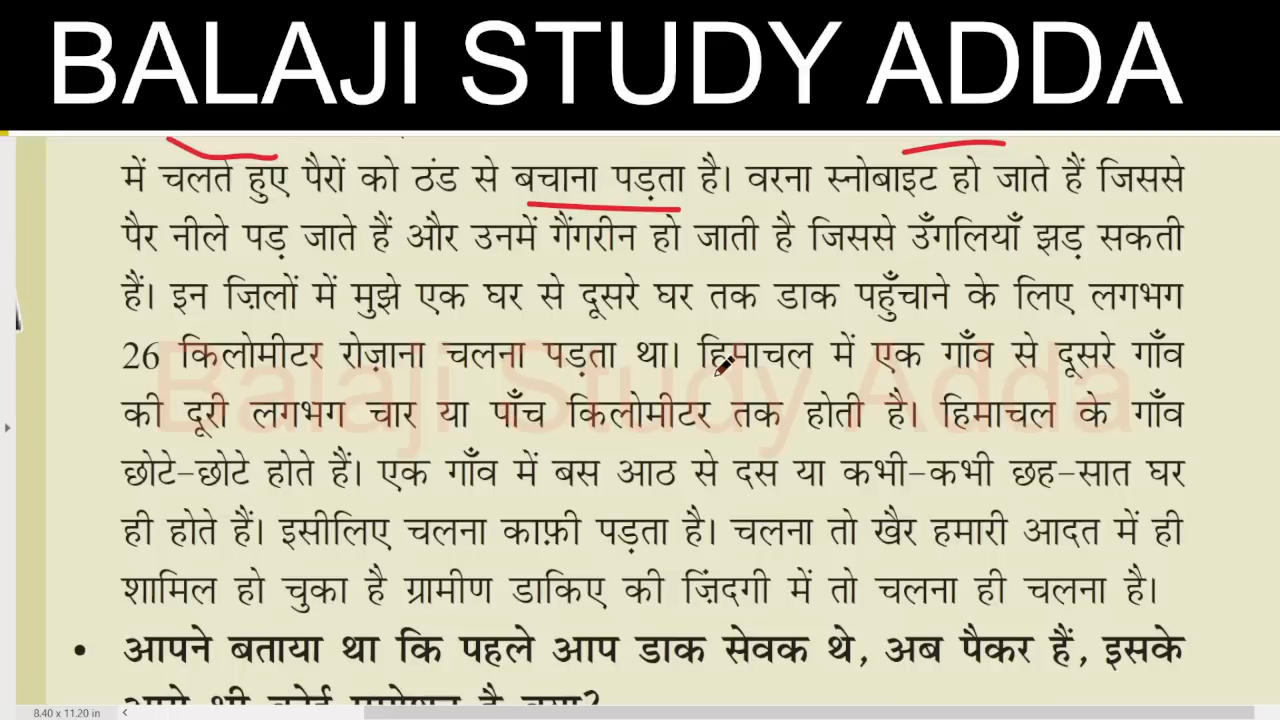 BALAJI STUDY ADDA
में चलते हुए पैरों को ठंड से बचाना पड़ता है। वरना स्नोबाइट हो जाते हैं जिससे
पैर नीले पड़ जाते हैं और उनमें गैंगरीन हो जाती है जिससे उँगलियाँ झड़ सकती
हैं। इन ज़िलों में मुझे एक घर से दूसरे घर तक डाक पहुँचाने के लिए लगभग
26 किलोमीटर रोज़ाना चलना पड़ता था। हिमाचल में एक गाँव से दूसरे गाँव
की दूरी लगभग चार या पाँच किलोमीटर तक होती है। हिमाचल के गाँव
छोटे-छोटे होते हैं। एक गाँव में बस आठ से दस या कभी-कभी छह-सात घर
ही होते हैं। इसीलिए चलना काफ़ी पड़ता है। चलना तो खैर हमारी आदत में ही
शामिल हो चुका है ग्रामीण डाकिए की ज़िंदगी में तो चलना ही चलना है।
• आपने बताया था कि पहले आप डाक सेवक थे, अब पैकर हैं, इसके
Balaji Study Adda
8.40 x 11.20 in